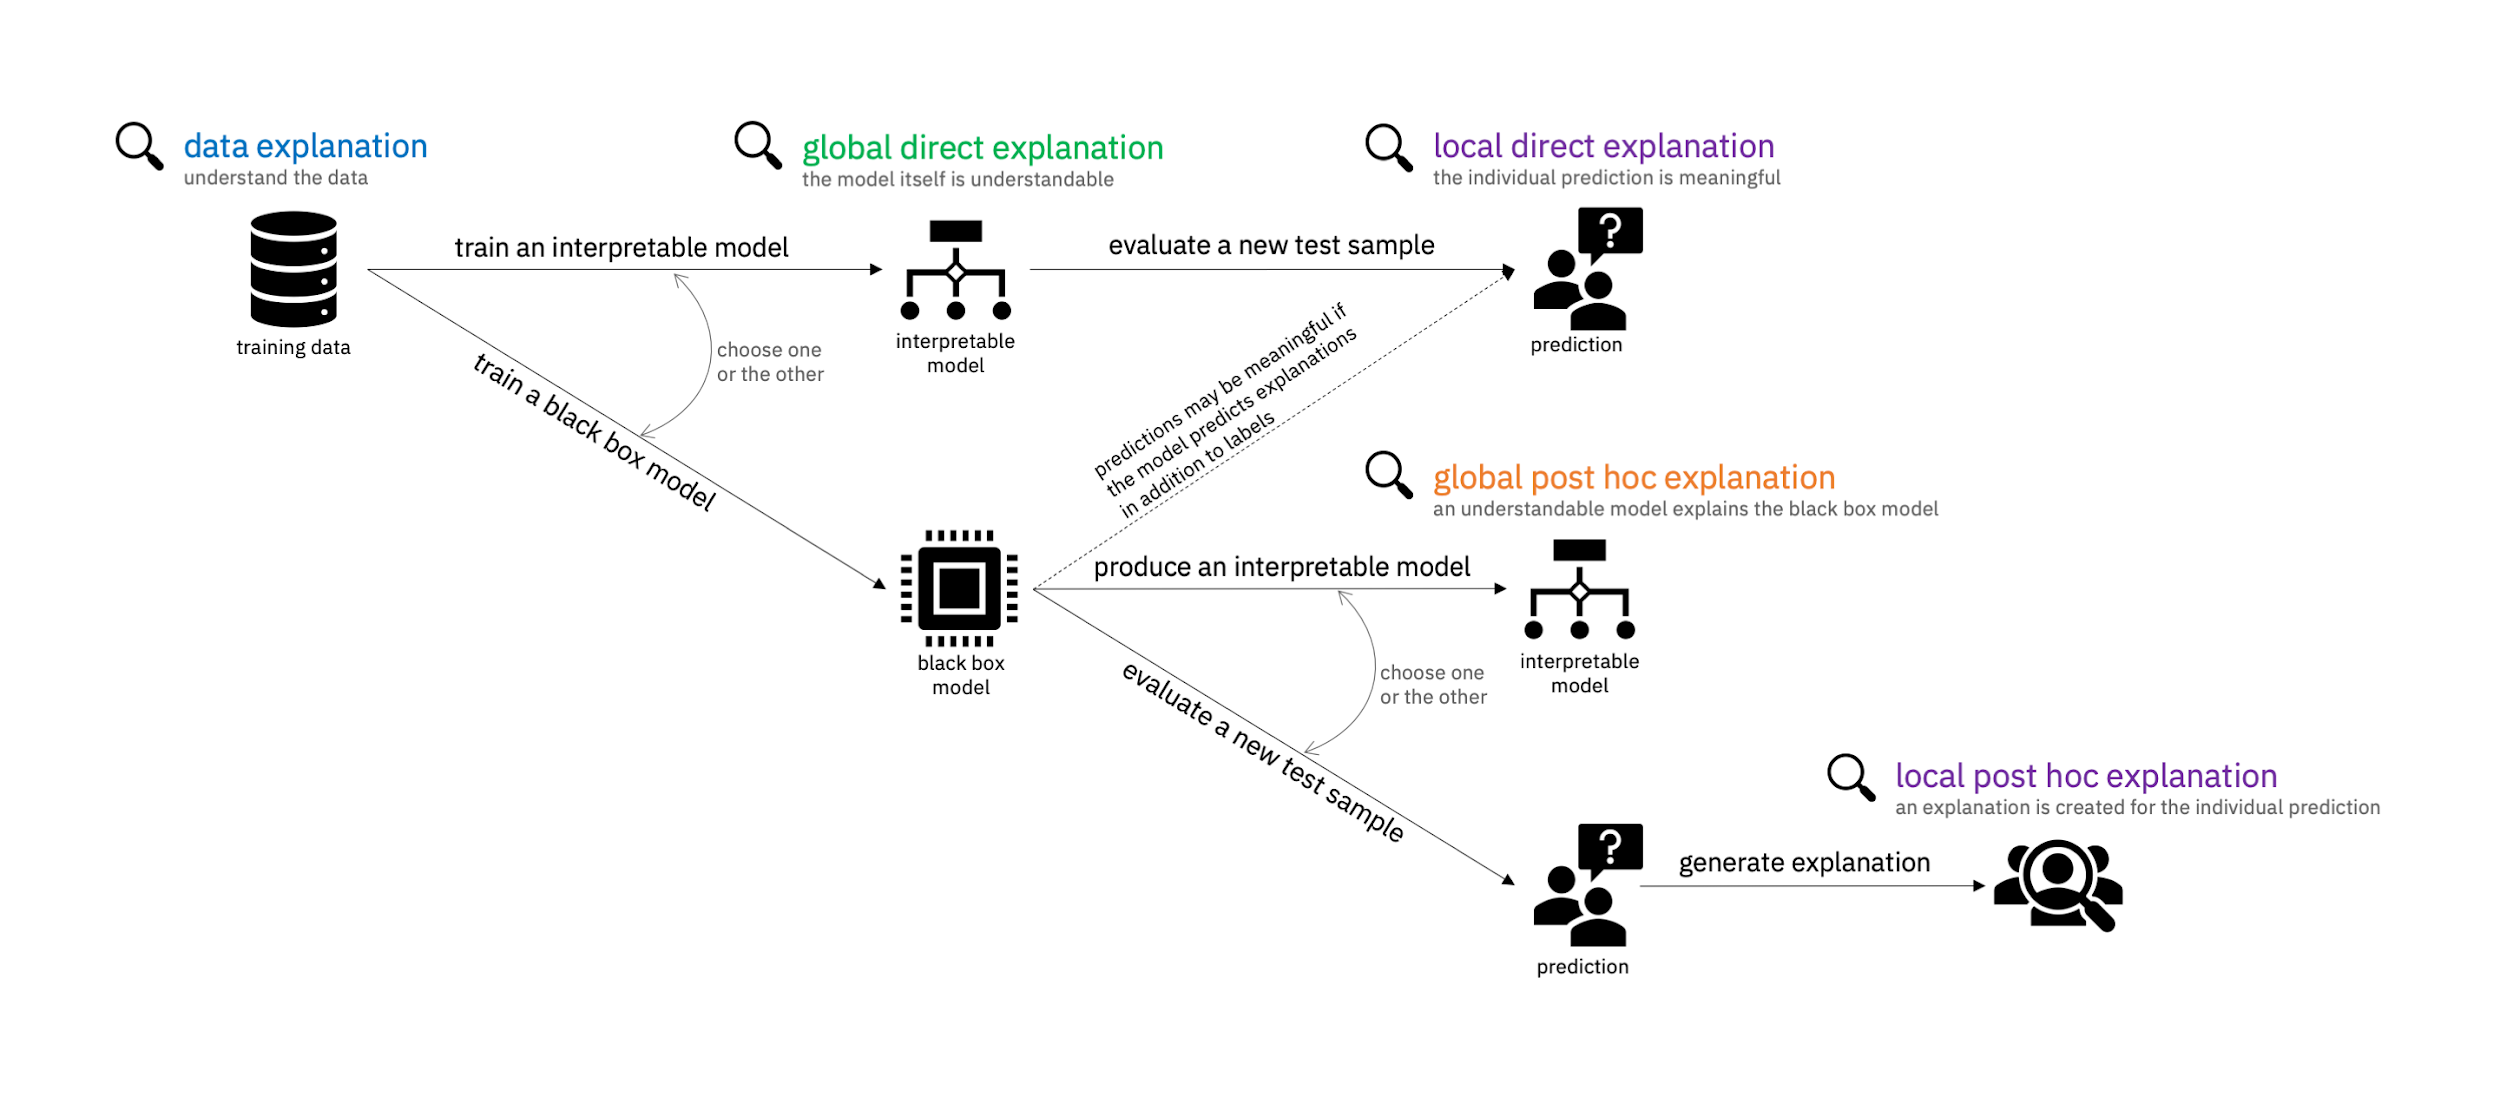 data explanation
understand the data
global direct explanation
the model itself is understandable
local direct explanation
the individual prediction is meaningful
train an interpretable model
evaluate a new test sample
?
training data
choose one
or the other
interpretable
model
prediction
train a black box model
predictions may be meaningful if
the model predicts explanations
in addition to labels
global post hoc explanation
an understandable model explains the black box model
produce an interpretable model
black box
model
interpretable
model
choose one
or the other
evaluate a new test sample
local post hoc explanation
an explanation is created for the individual prediction
?
generate explanation
prediction